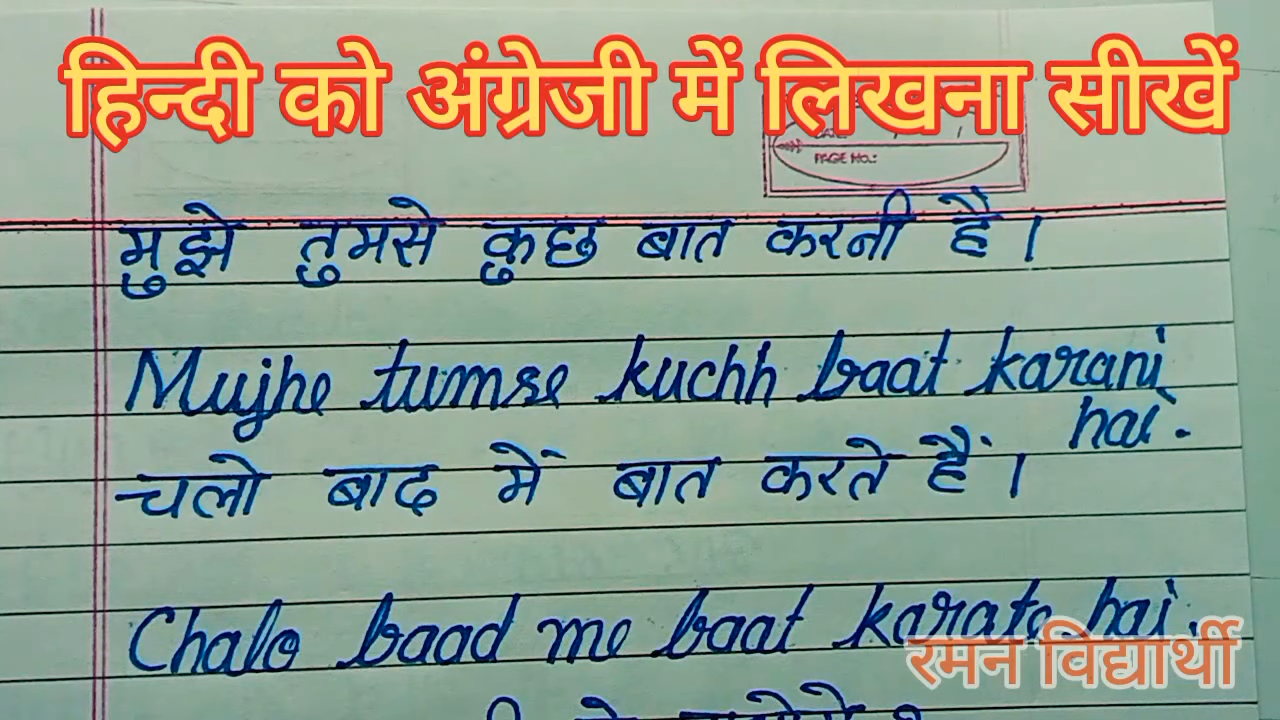 हिन्दी को अंग्रेजी में लिखना सीखें
PAGE NO.:
मुझे तुमसे कुछ बात करनी है।
Mujhe tumse kuchh baat karani
hai.
चलो बाद में बात करते हैं।
Chalo baad me baat karate hai.
रमन विद्यार्थी